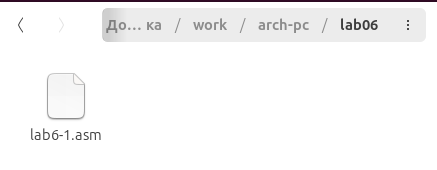 До… ка / work / arch-pc / lab06
lab6-1.asm